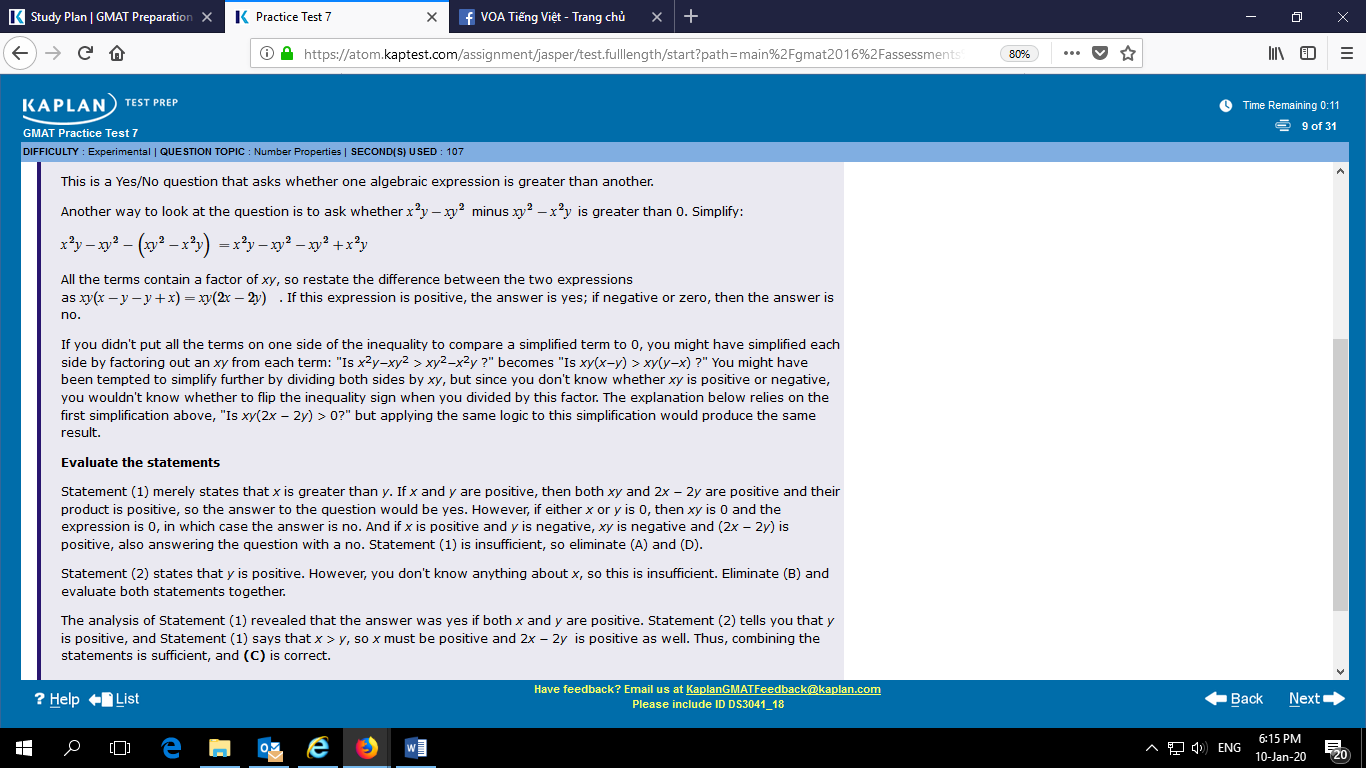 Study Plan | GMAT Preparation
Practice Test 7
VOA Tiếng Việt - Trang chủ
https://atom.kaptest.com/assignment/jasper/test.fulllength/start?path=main%2Fgmat2016%2Fassessments
80%
KAPLAN TEST PREP
Time Remaining 0:11
GMAT Practice Test 7
9 of 31
DIFFICULTY : Experimental | QUESTION TOPIC : Number Properties | SECOND(S) USED : 107
This is a Yes/No question that asks whether one algebraic expression is greater than another.
Another way to look at the question is to ask whether x²y – xy² minus xy² – x²y is greater than 0. Simplify:
x²y – xy² – (xy² – x²y) = x²y – xy² – xy² + x²y
All the terms contain a factor of xy, so restate the difference between the two expressions
as xy(x – y – y + x) = xy(2x – 2y) . If this expression is positive, the answer is yes; if negative or zero, then the answer is
no.
If you didn't put all the terms on one side of the inequality to compare a simplified term to 0, you might have simplified each
side by factoring out an xy from each term: "Is x²y–xy² > xy²–x²y ?" becomes "Is xy(x–y) > xy(y–x) ?" You might have
been tempted to simplify further by dividing both sides by xy, but since you don't know whether xy is positive or negative,
you wouldn't know whether to flip the inequality sign when you divided by this factor. The explanation below relies on the
first simplification above, "Is xy(2x – 2y) > 0?" but applying the same logic to this simplification would produce the same
result.
Evaluate the statements
Statement (1) merely states that x is greater than y. If x and y are positive, then both xy and 2x – 2y are positive and their
product is positive, so the answer to the question would be yes. However, if either x or y is 0, then xy is 0 and the
expression is 0, in which case the answer is no. And if x is positive and y is negative, xy is negative and (2x – 2y) is
positive, also answering the question with a no. Statement (1) is insufficient, so eliminate (A) and (D).
Statement (2) states that y is positive. However, you don't know anything about x, so this is insufficient. Eliminate (B) and
evaluate both statements together.
The analysis of Statement (1) revealed that the answer was yes if both x and y are positive. Statement (2) tells you that y
is positive, and Statement (1) says that x > y, so x must be positive and 2x – 2y is positive as well. Thus, combining the
statements is sufficient, and (C) is correct.
? Help
List
Have feedback? Email us at KaplanGMATFeedback@kaplan.com
Please include ID DS3041_18
Back
Next
ENG
6:15 PM
10-Jan-20
20